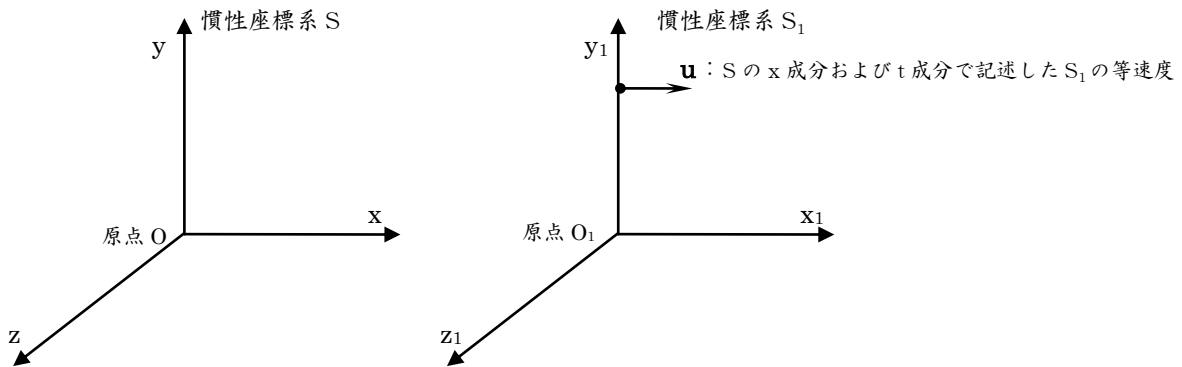 慣性座標系 S
慣性座標系 S₁
y
y₁
u：S の x 成分および t 成分で記述した S₁ の等速度
x
x₁
原点 O
原点 O₁
z
z₁